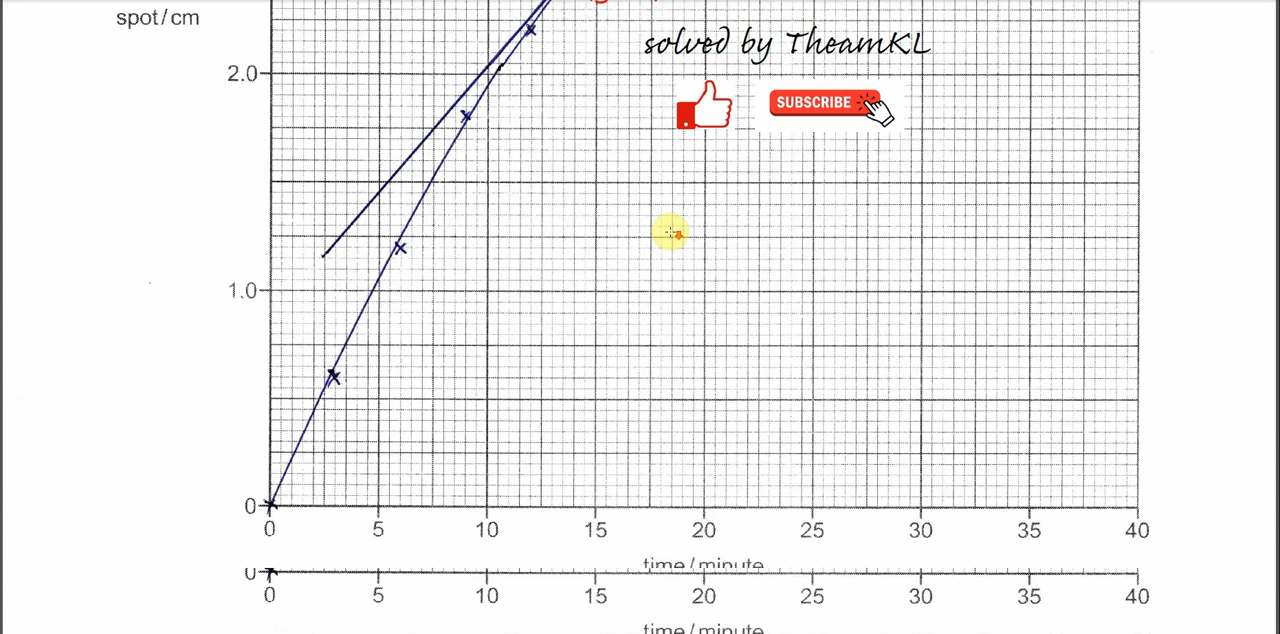 spot/cm
solved by TheamKL
2.0
SUBSCRIBE
1.0
0
0 5 10 15 20 25 30 35 40
time/minute
0
0 5 10 15 20 25 30 35 40
time/minute